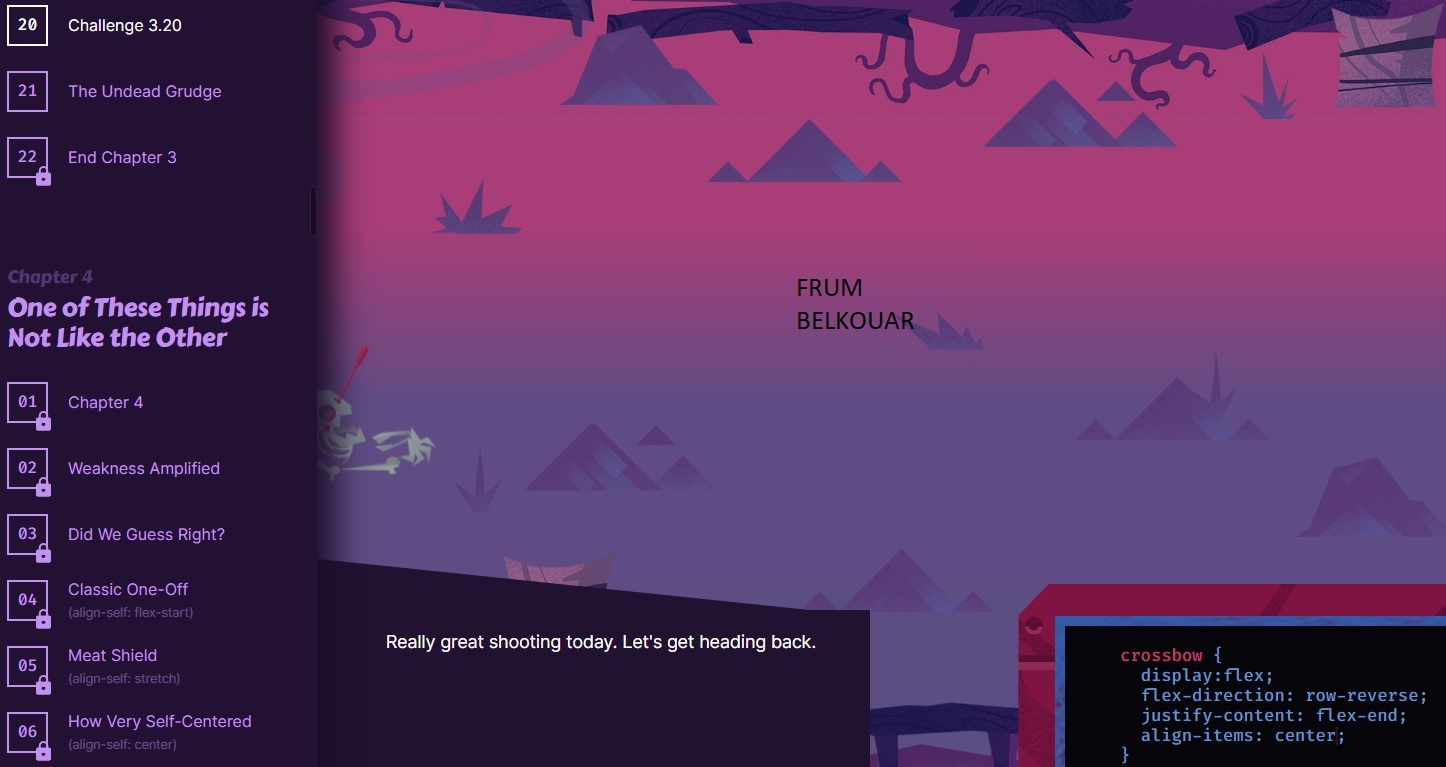 20
Challenge 3.20
21
The Undead Grudge
22
End Chapter 3
Chapter 4
One of These Things is
Not Like the Other
01
Chapter 4
02
Weakness Amplified
03
Did We Guess Right?
04
Classic One-Off
(align-self: flex-start)
05
Meat Shield
(align-self: stretch)
06
How Very Self-Centered
(align-self: center)
FRUM
BELKOUAR
Really great shooting today. Let's get heading back.
crossbow {
display:flex;
flex-direction: row-reverse;
justify-content: flex-end;
align-items: center;
}